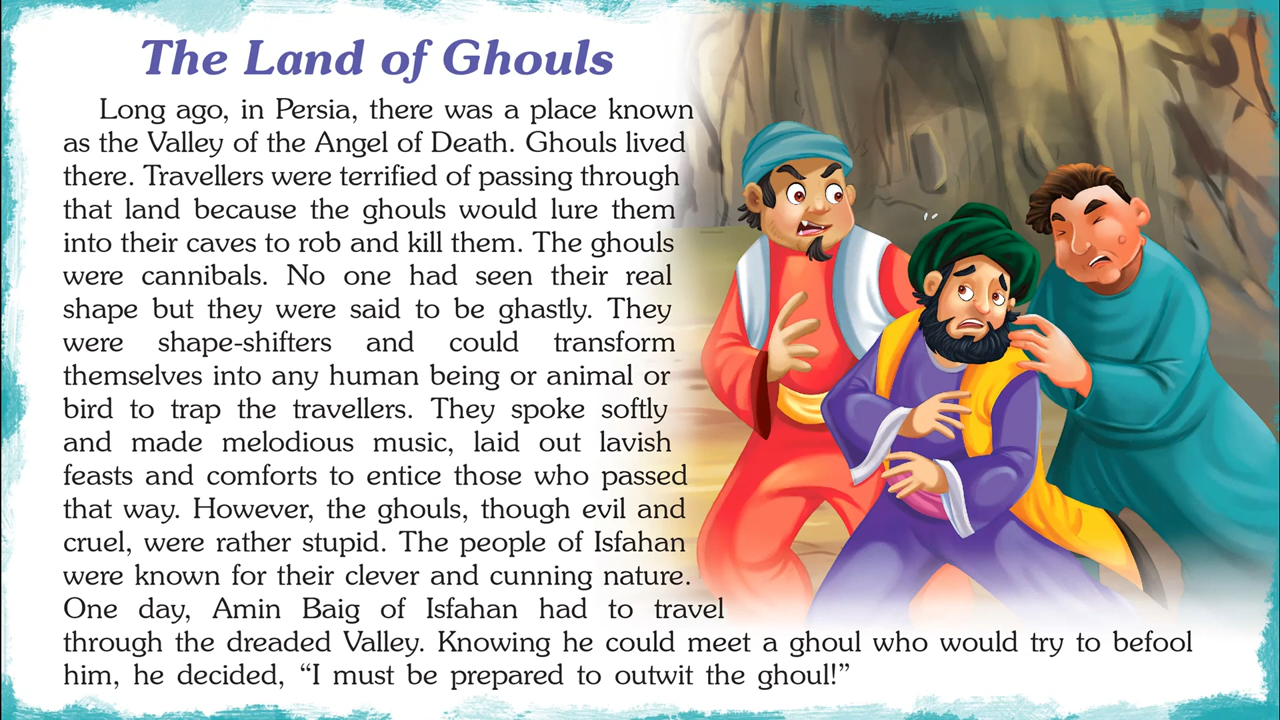 The Land of Ghouls
Long ago, in Persia, there was a place known
as the Valley of the Angel of Death. Ghouls lived
there. Travellers were terrified of passing through
that land because the ghouls would lure them
into their caves to rob and kill them. The ghouls
were cannibals. No one had seen their real
shape but they were said to be ghastly. They
were shape-shifters and could transform
themselves into any human being or animal or
bird to trap the travellers. They spoke softly
and made melodious music, laid out lavish
feasts and comforts to entice those who passed
that way. However, the ghouls, though evil and
cruel, were rather stupid. The people of Isfahan
were known for their clever and cunning nature.
One day, Amin Baig of Isfahan had to travel
through the dreaded Valley. Knowing he could meet a ghoul who would try to befool
him, he decided, “I must be prepared to outwit the ghoul!”